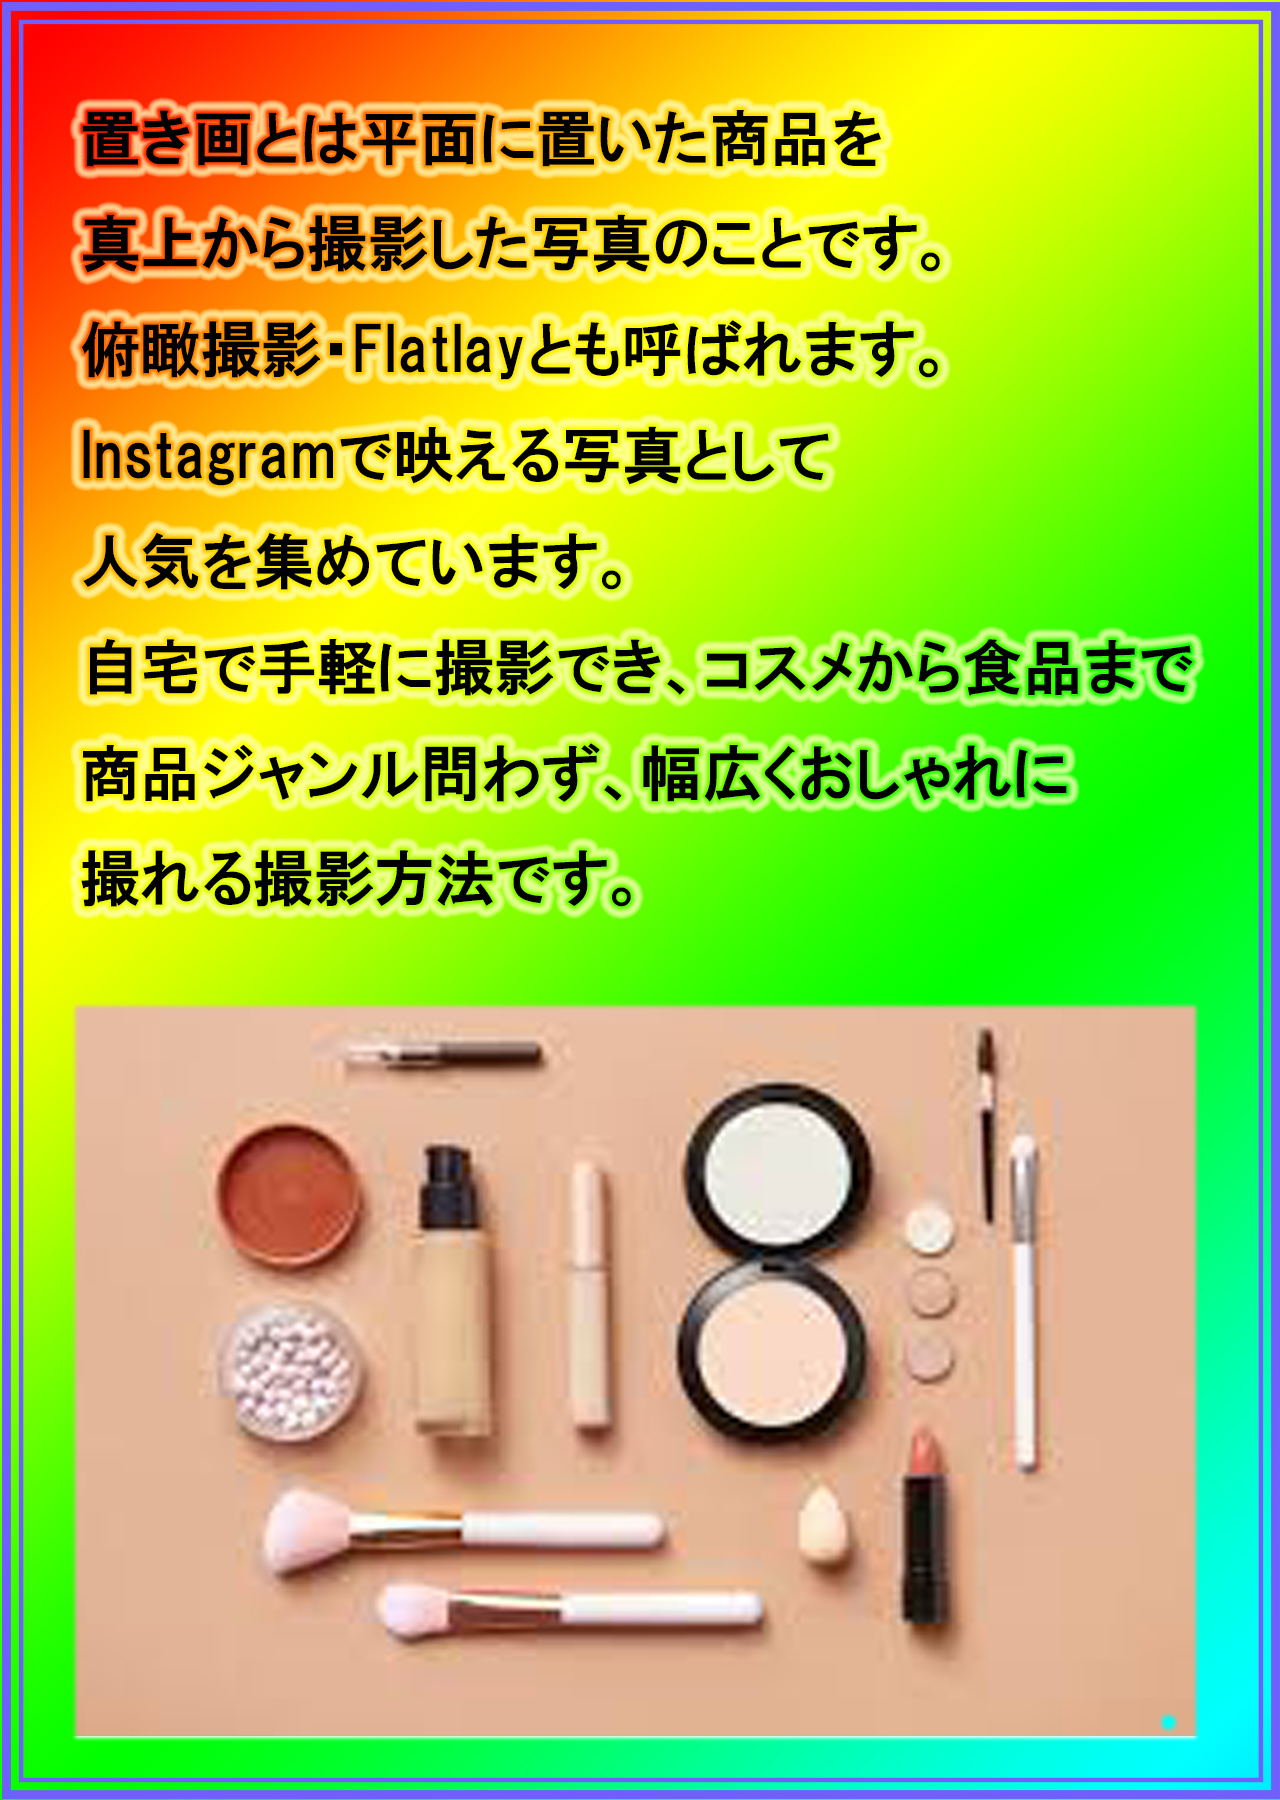 置き画とは平面に置いた商品を
真上から撮影した写真のことです。
俯瞰撮影・Flatlayとも呼ばれます。
Instagramで映える写真として
人気を集めています。
自宅で手軽に撮影でき、コスメから食品まで
商品ジャンル問わず、幅広くおしゃれに
撮れる撮影方法です。